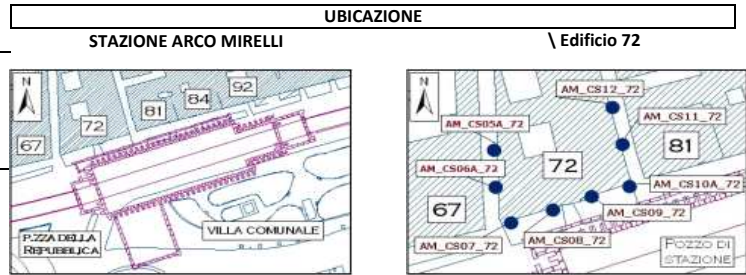 UBICAZIONE
STAZIONE ARCO MIRELLI
\ Edificio 72
N
92
84
81
72
67
P.ZZA DELLA
REPUBBLICA
VILLA COMUNALE
N
AM_CS12_72
AM_CS05A_72
AM_CS11_72
81
AM_CS06A_72
72
AM_CS10A_72
67
AM_CS09_72
AM_CS07_72
AM_CS08_72
POZZO DI
STAZIONE